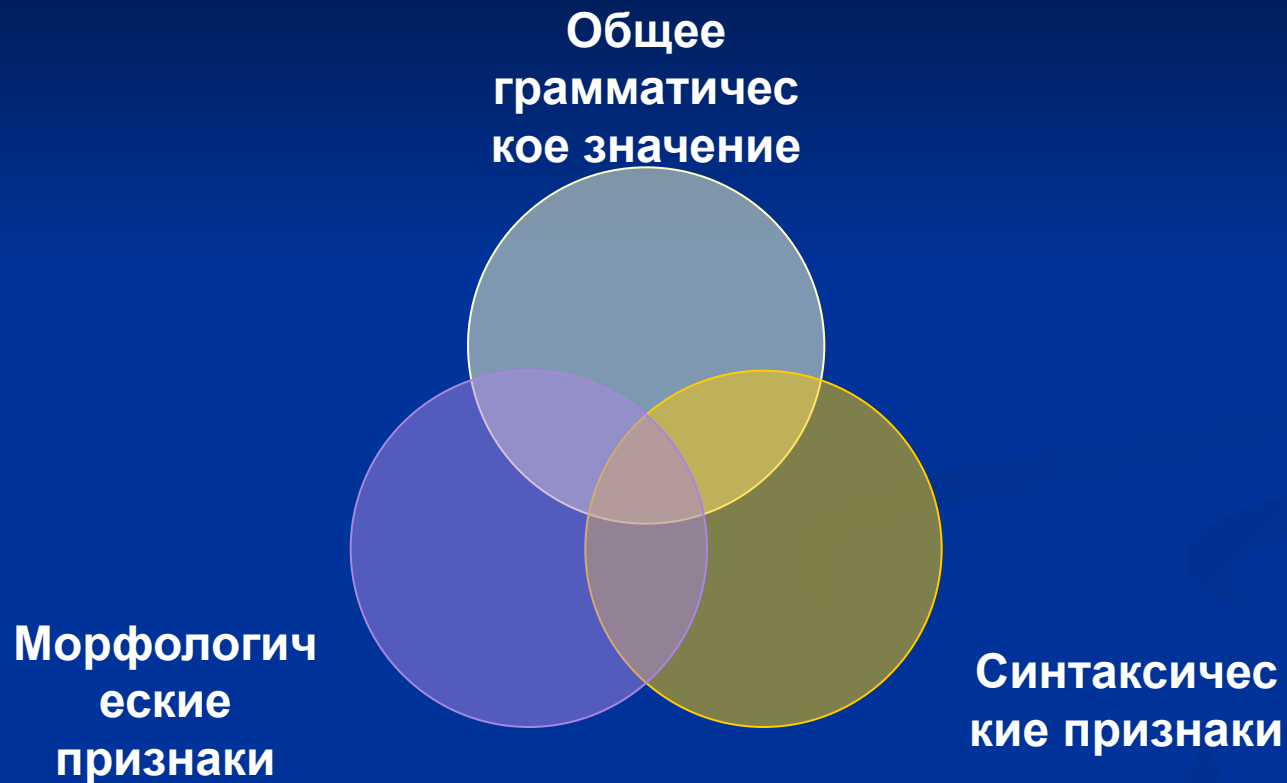 Общее
грамматичес
кое значение
Морфологич
еские
признаки
Синтаксичес
кие признаки